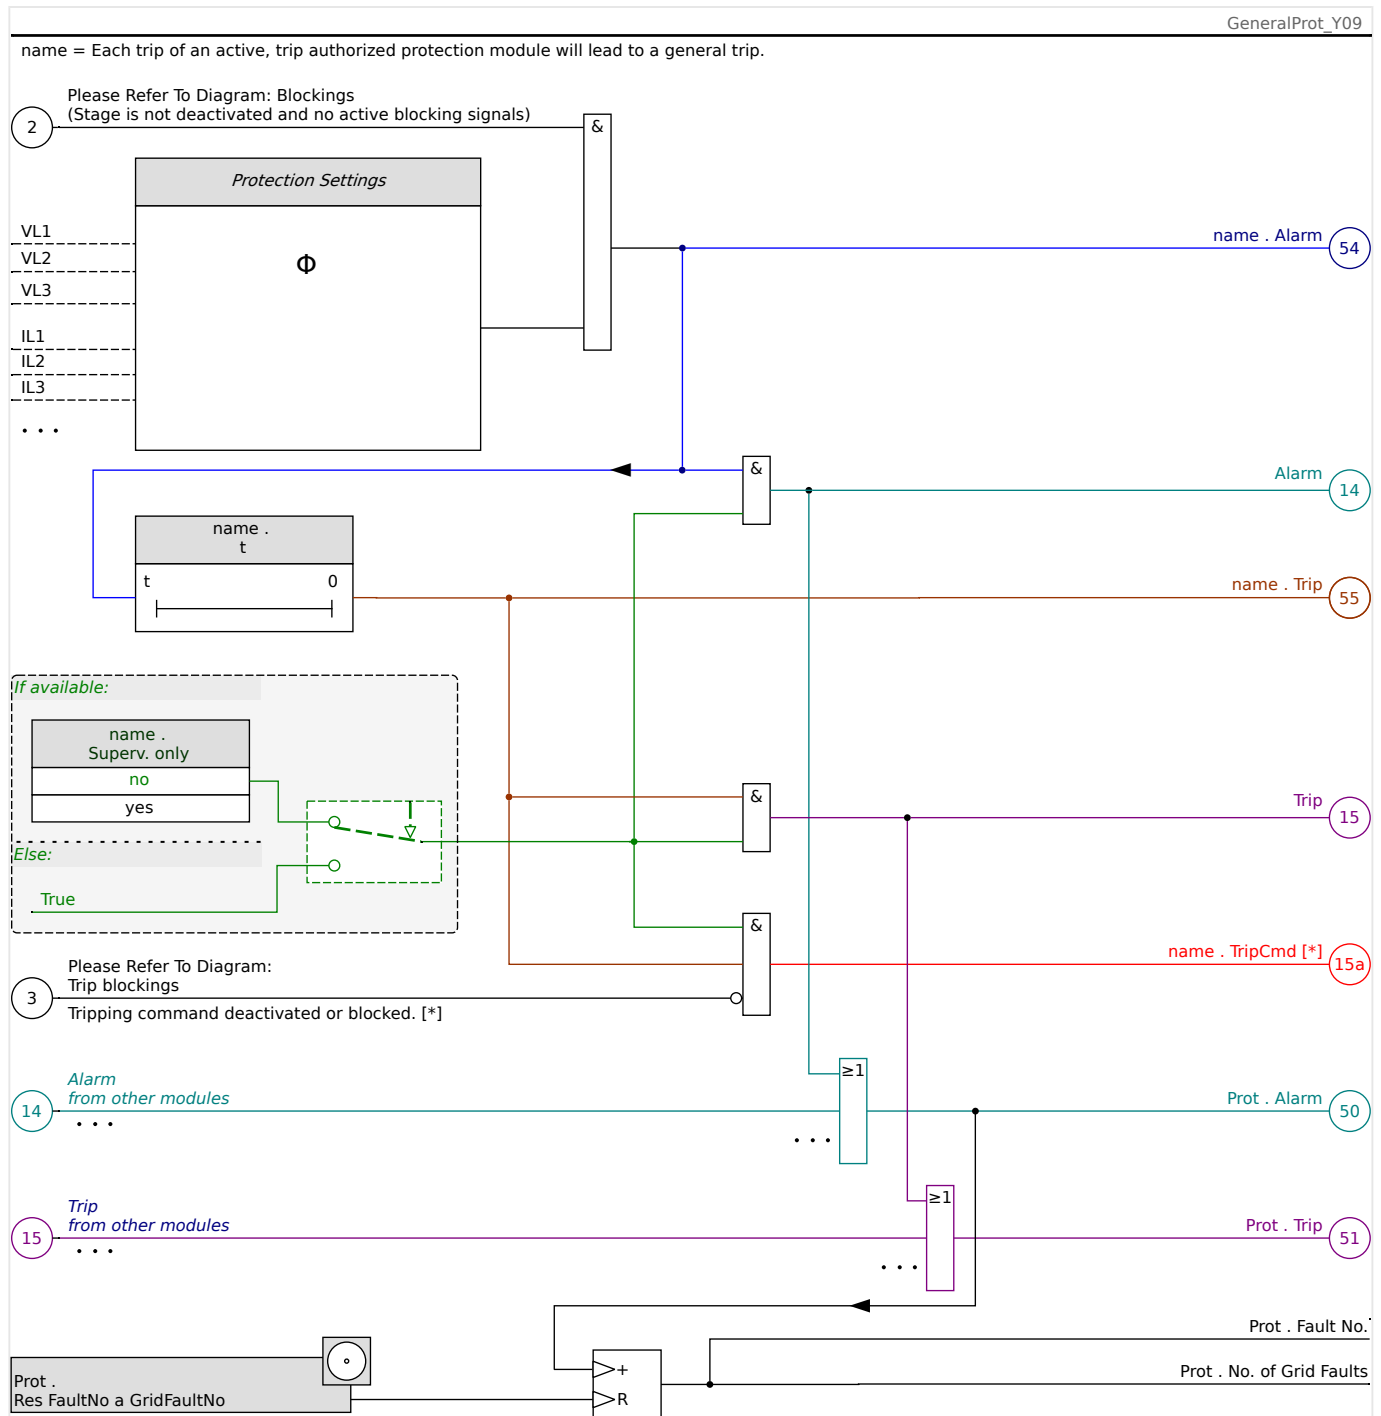 GeneralProt_Y09
name = Each trip of an active, trip authorized protection module will lead to a general trip.
Please Refer To Diagram: Blockings
(Stage is not deactivated and no active blocking signals)
2
&
Protection Settings
Φ
VL1
VL2
VL3
IL1
IL2
IL3
. . .
name . Alarm
54
&
Alarm
14
name .
t
t 0
name . Trip
55
If available:
name .
Superv. only
no
yes
Else:
True
&
Trip
15
&
name . TripCmd [*]
15a
Please Refer To Diagram:
Trip blockings
3
Tripping command deactivated or blocked. [*]
Alarm
from other modules
14
. . .
≥1
. . .
Prot . Alarm
50
Trip
from other modules
15
. . .
≥1
. . .
Prot . Trip
51
Prot . Fault No.
Prot . No. of Grid Faults
+
R
Prot .
Res FaultNo a GridFaultNo